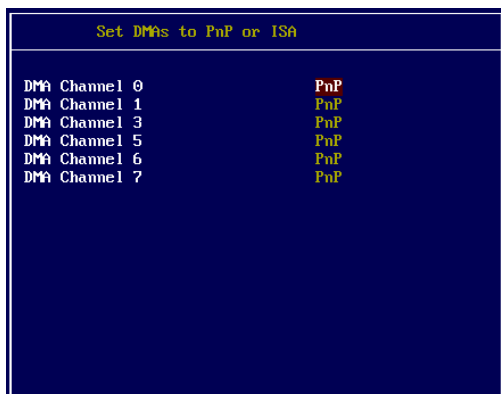 Set DMAs to PnP or ISA
DMA Channel 0 PnP
DMA Channel 1 PnP
DMA Channel 3 PnP
DMA Channel 5 PnP
DMA Channel 6 PnP
DMA Channel 7 PnP